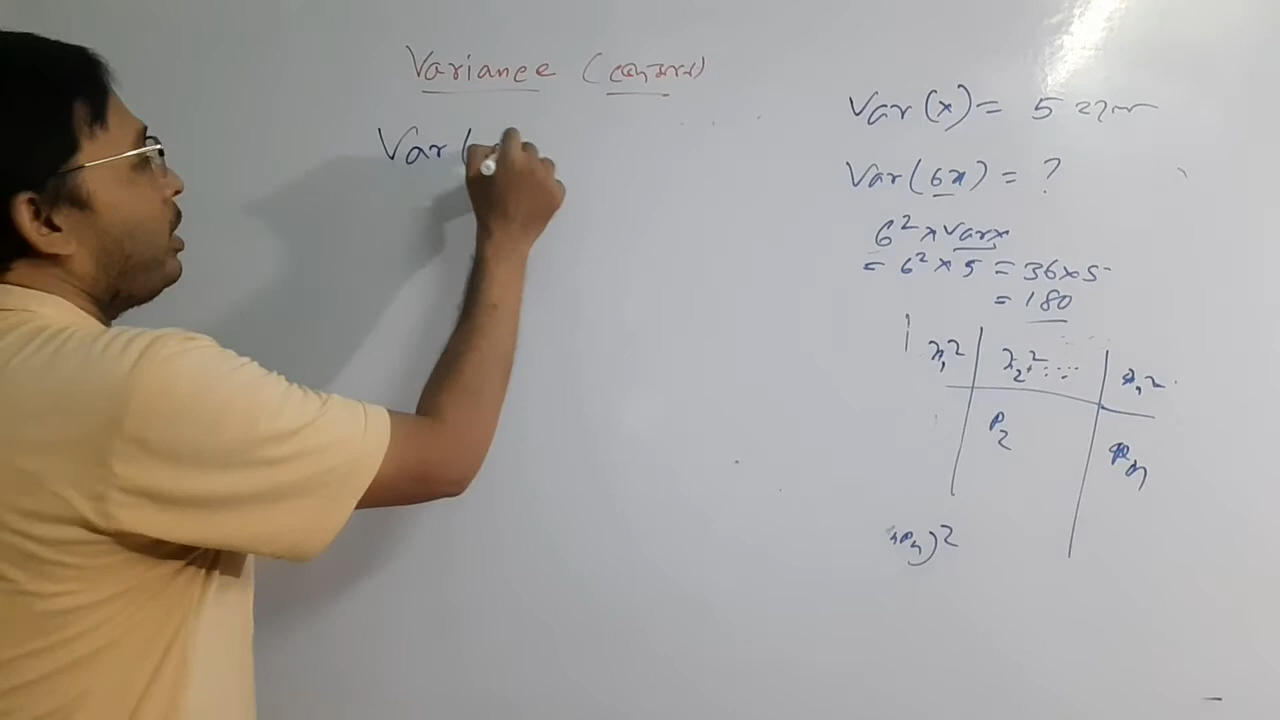 Variance (ভেদাঙ্ক)
Var (
Var (x) = 5 হলে
Var (6x) = ?
6² × Var x
= 6² × 5 = 36×5
= 180
x₁² | x₂² ..... | xₙ²
P₂ | Pₙ
)²